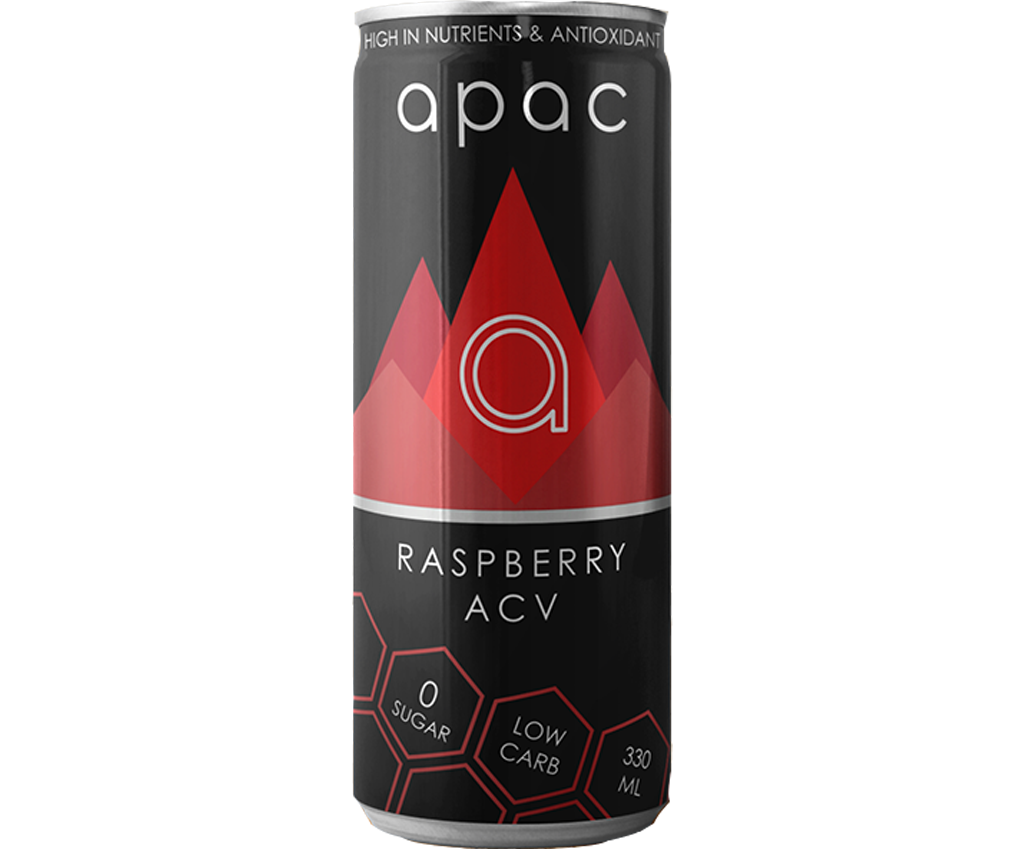 HIGH IN NUTRIENTS & ANTIOXIDANT
apac
a
RASPBERRY
ACV
0
SUGAR
LOW
CARB
330
ML